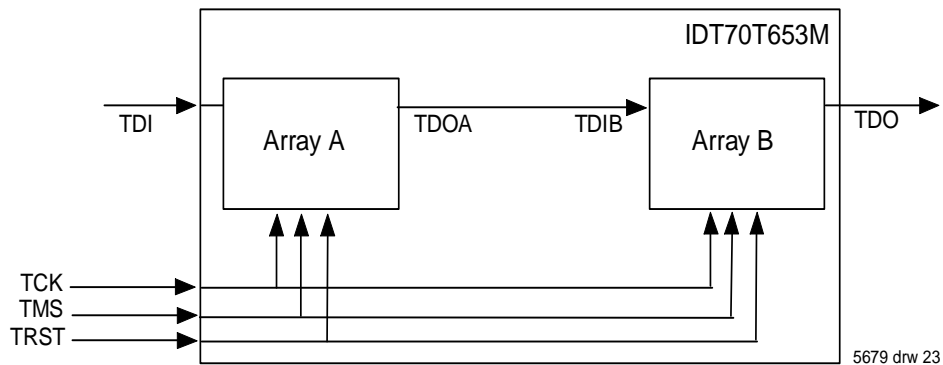 IDT70T653M
TDI
Array A
TDOA
TDIB
Array B
TDO
TCK
TMS
TRST
5679 drw 23